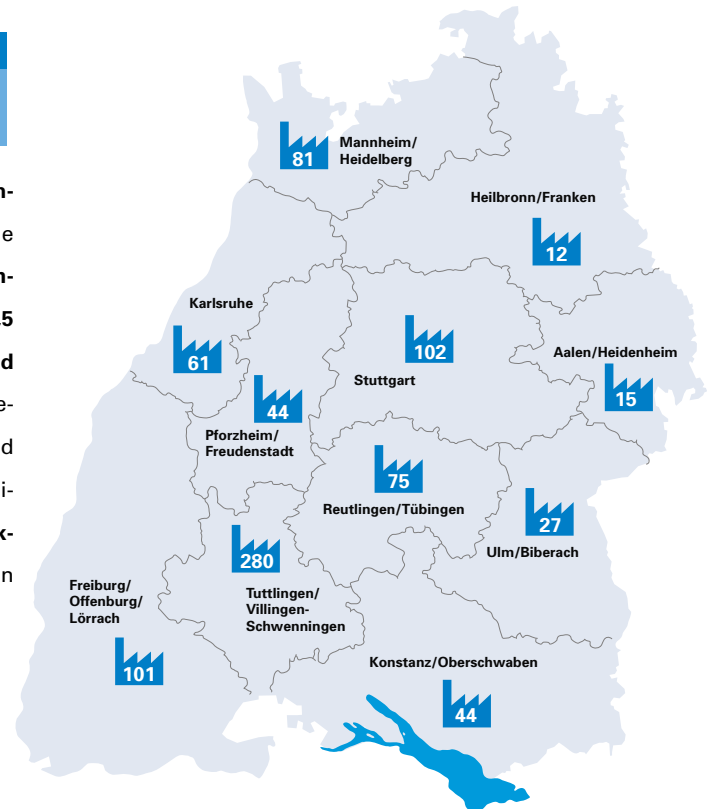 n-
e
n-
5
d
e-
d
i-
k-
n
81
Mannheim/
Heidelberg
Heilbronn/Franken
12
Karlsruhe
61
102
Stuttgart
Aalen/Heidenheim
15
44
Pforzheim/
Freudenstadt
75
Reutlingen/Tübingen
27
Ulm/Biberach
280
Tuttlingen/
Villingen-
Schwenningen
Freiburg/
Offenburg/
Lörrach
101
Konstanz/Oberschwaben
44